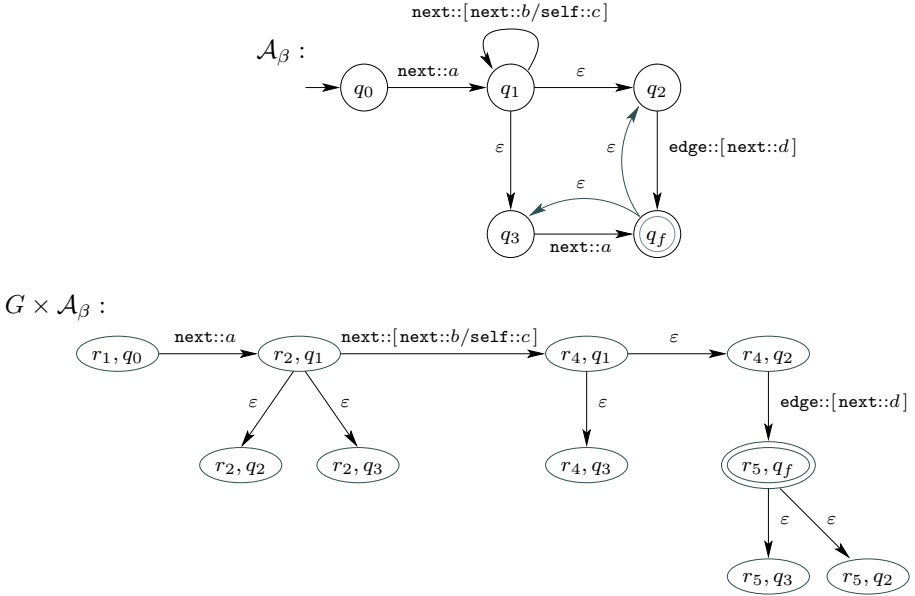 next::[next::b/self::c]
𝒜β :
q0 next::a q1 ε q2
ε ε edge::[next::d]
ε
q3 next::a qf
G × 𝒜β :
r1, q0 next::a r2, q1 next::[next::b/self::c] r4, q1 ε r4, q2
ε ε ε edge::[next::d]
r2, q2 r2, q3 r4, q3 r5, qf
ε ε
r5, q3 r5, q2